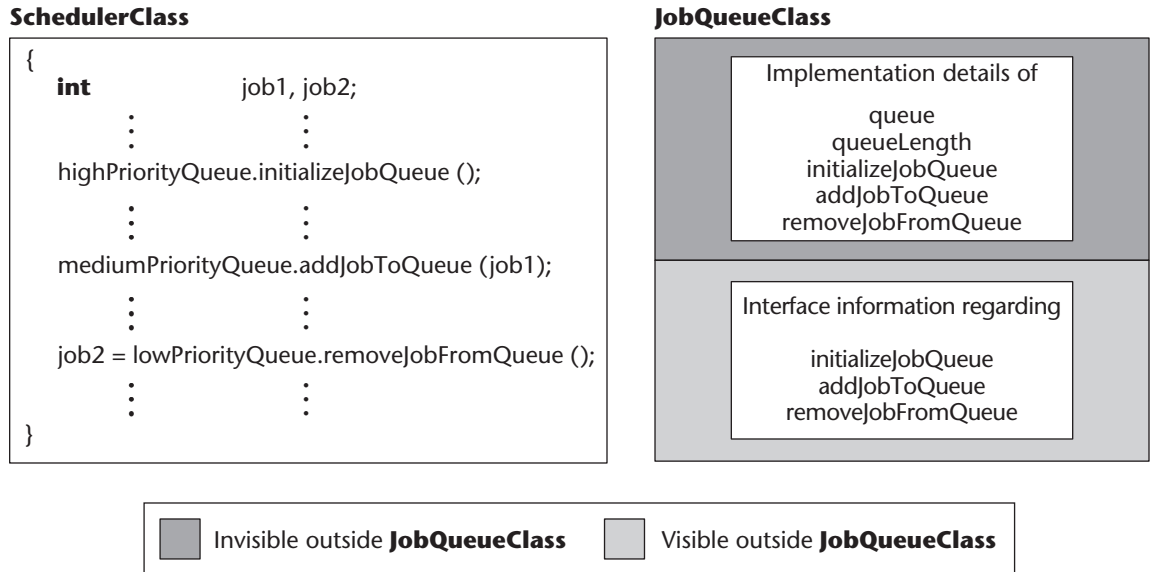 SchedulerClass
{
int job1, job2;
highPriorityQueue.initializeJobQueue ();
mediumPriorityQueue.addJobToQueue (job1);
job2 = lowPriorityQueue.removeJobFromQueue ();
}
JobQueueClass
Implementation details of
queue
queueLength
initializeJobQueue
addJobToQueue
removeJobFromQueue
Interface information regarding
initializeJobQueue
addJobToQueue
removeJobFromQueue
Invisible outside JobQueueClass
Visible outside JobQueueClass